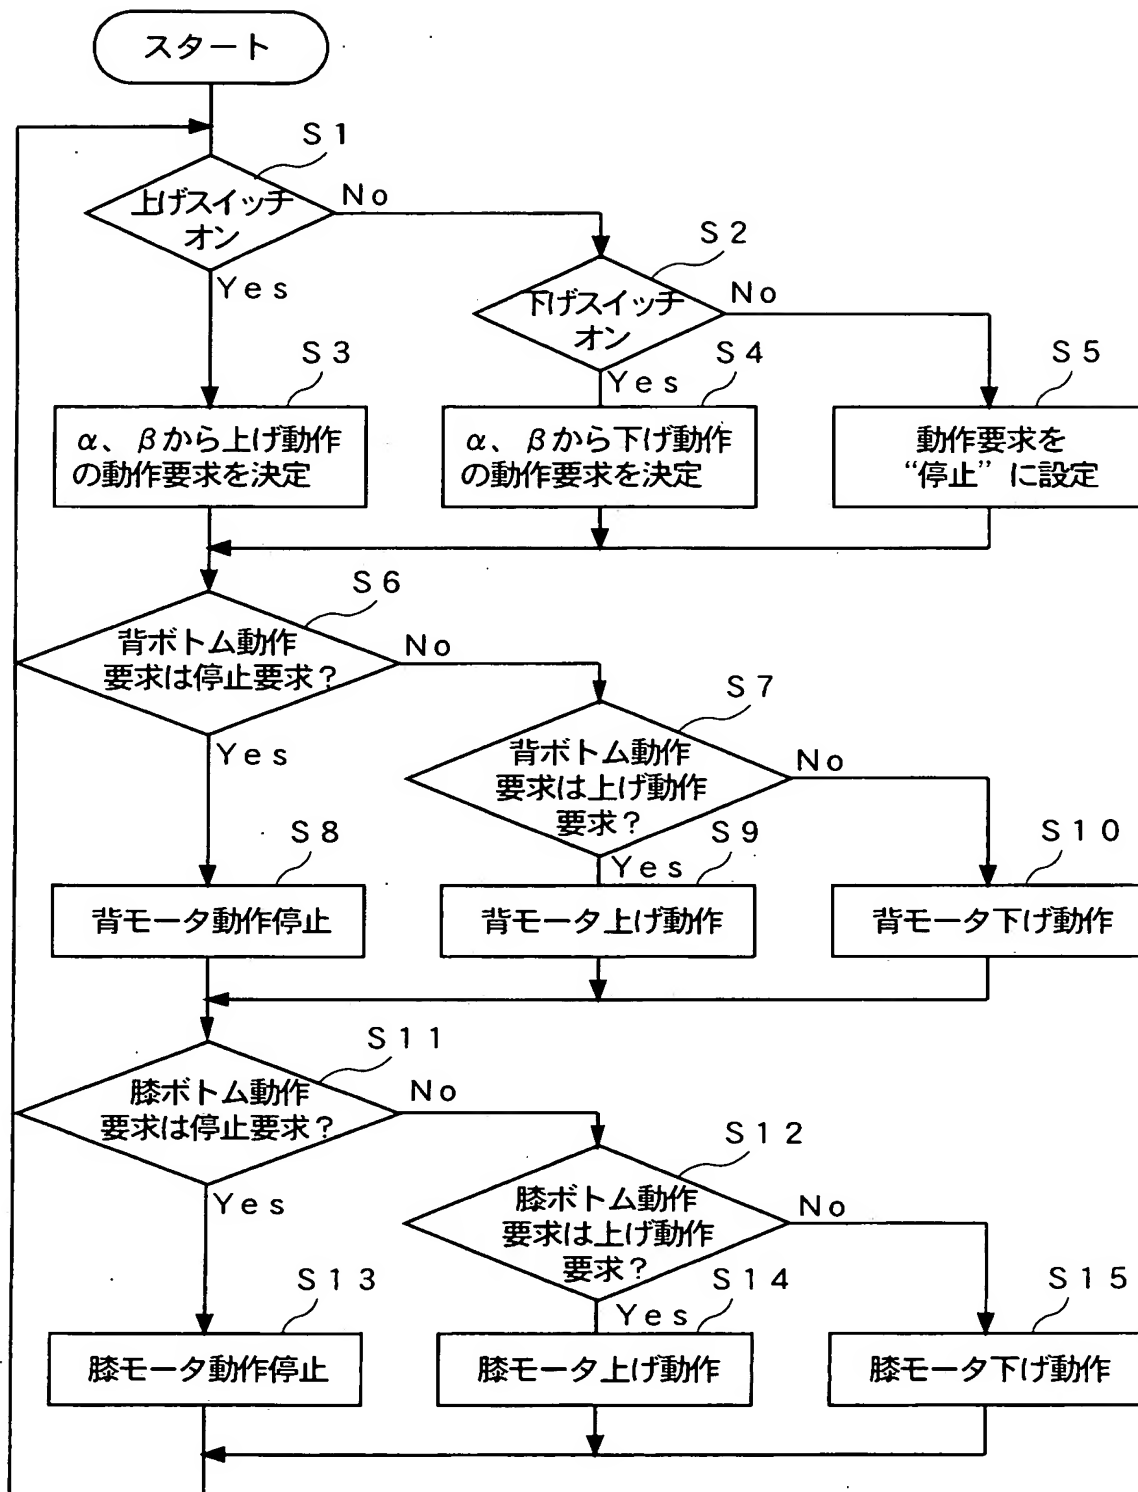 スタート
S1
上げスイッチ
オン
No
Yes
S2
下げスイッチ
オン
No
Yes
S3
α、βから上げ動作
の動作要求を決定
S4
α、βから下げ動作
の動作要求を決定
S5
動作要求を
“停止”に設定
S6
背ボトム動作
要求は停止要求?
No
Yes
S7
背ボトム動作
要求は上げ動作
要求?
No
Yes
S8
背モータ動作停止
S9
背モータ上げ動作
S10
背モータ下げ動作
S11
膝ボトム動作
要求は停止要求?
No
Yes
S12
膝ボトム動作
要求は上げ動作
要求?
No
Yes
S13
膝モータ動作停止
S14
膝モータ上げ動作
S15
膝モータ下げ動作